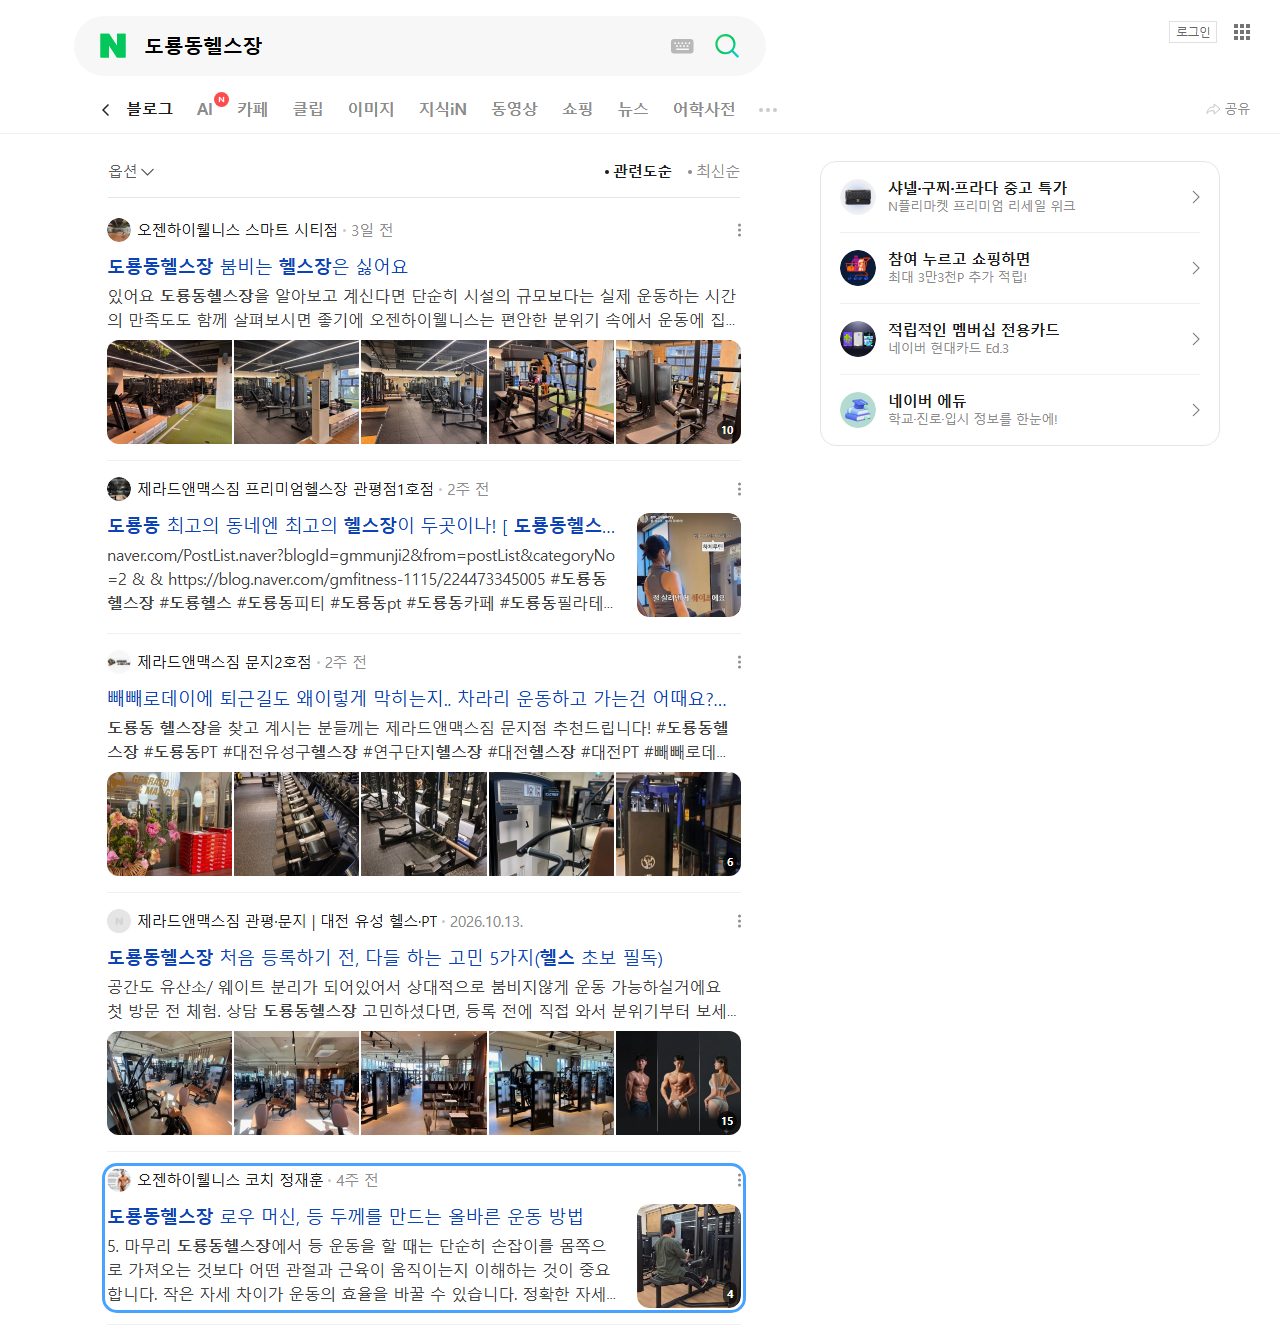 도룡동헬스장
로그인
블로그 AI N 카페 클립 이미지 지식iN 동영상 쇼핑 뉴스 어학사전
공유
옵션
관련도순 최신순
오젠하이웰니스 스마트 시티점 · 3일 전
도룡동헬스장 붐비는 헬스장은 싫어요
있어요 도룡동헬스장을 알아보고 계신다면 단순히 시설의 규모보다는 실제 운동하는 시간
의 만족도도 함께 살펴보시면 좋기에 오젠하이웰니스는 편안한 분위기 속에서 운동에 집...
10
제라드앤맥스짐 프리미엄헬스장 관평점1호점 · 2주 전
도룡동 최고의 동네엔 최고의 헬스장이 두곳이나! [ 도룡동헬스...
naver.com/PostList.naver?blogId=gmmunji2&from=postList&categoryNo
=2 & & https://blog.naver.com/gmfitness-1115/224473345005 #도룡동
헬스장 #도룡헬스 #도룡동피티 #도룡동pt #도룡동카페 #도룡동필라테...
제라드앤맥스짐 문지2호점 · 2주 전
빼빼로데이에 퇴근길도 왜이렇게 막히는지.. 차라리 운동하고 가는건 어때요?...
도룡동 헬스장을 찾고 계시는 분들께는 제라드앤맥스짐 문지점 추천드립니다! #도룡동헬
스장 #도룡동PT #대전유성구헬스장 #연구단지헬스장 #대전헬스장 #대전PT #빼빼로데...
6
제라드앤맥스짐 관평·문지 | 대전 유성 헬스·PT · 2026.10.13.
도룡동헬스장 처음 등록하기 전, 다들 하는 고민 5가지(헬스 초보 필독)
공간도 유산소/ 웨이트 분리가 되어있어서 상대적으로 붐비지않게 운동 가능하실거에요
첫 방문 전 체험. 상담 도룡동헬스장 고민하셨다면, 등록 전에 직접 와서 분위기부터 보세...
15
오젠하이웰니스 코치 정재훈 · 4주 전
도룡동헬스장 로우 머신, 등 두께를 만드는 올바른 운동 방법
5. 마무리 도룡동헬스장에서 등 운동을 할 때는 단순히 손잡이를 몸쪽으
로 가져오는 것보다 어떤 관절과 근육이 움직이는지 이해하는 것이 중요
합니다. 작은 자세 차이가 운동의 효율을 바꿀 수 있습니다. 정확한 자세...
4
샤넬·구찌·프라다 중고 특가
N플리마켓 프리미엄 리세일 위크
참여 누르고 쇼핑하면
최대 3만3천P 추가 적립!
적립적인 멤버십 전용카드
네이버 현대카드 Ed.3
네이버 에듀
학교·진로·입시 정보를 한눈에!